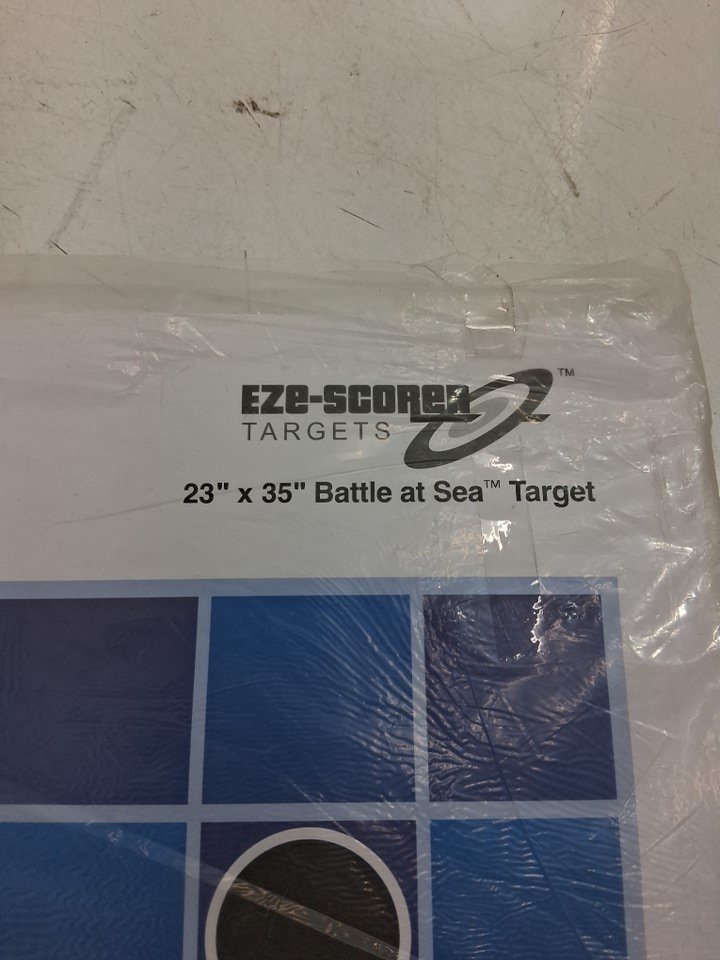 EZE-SCORER™
TARGETS
23" x 35" Battle at Sea™ Target